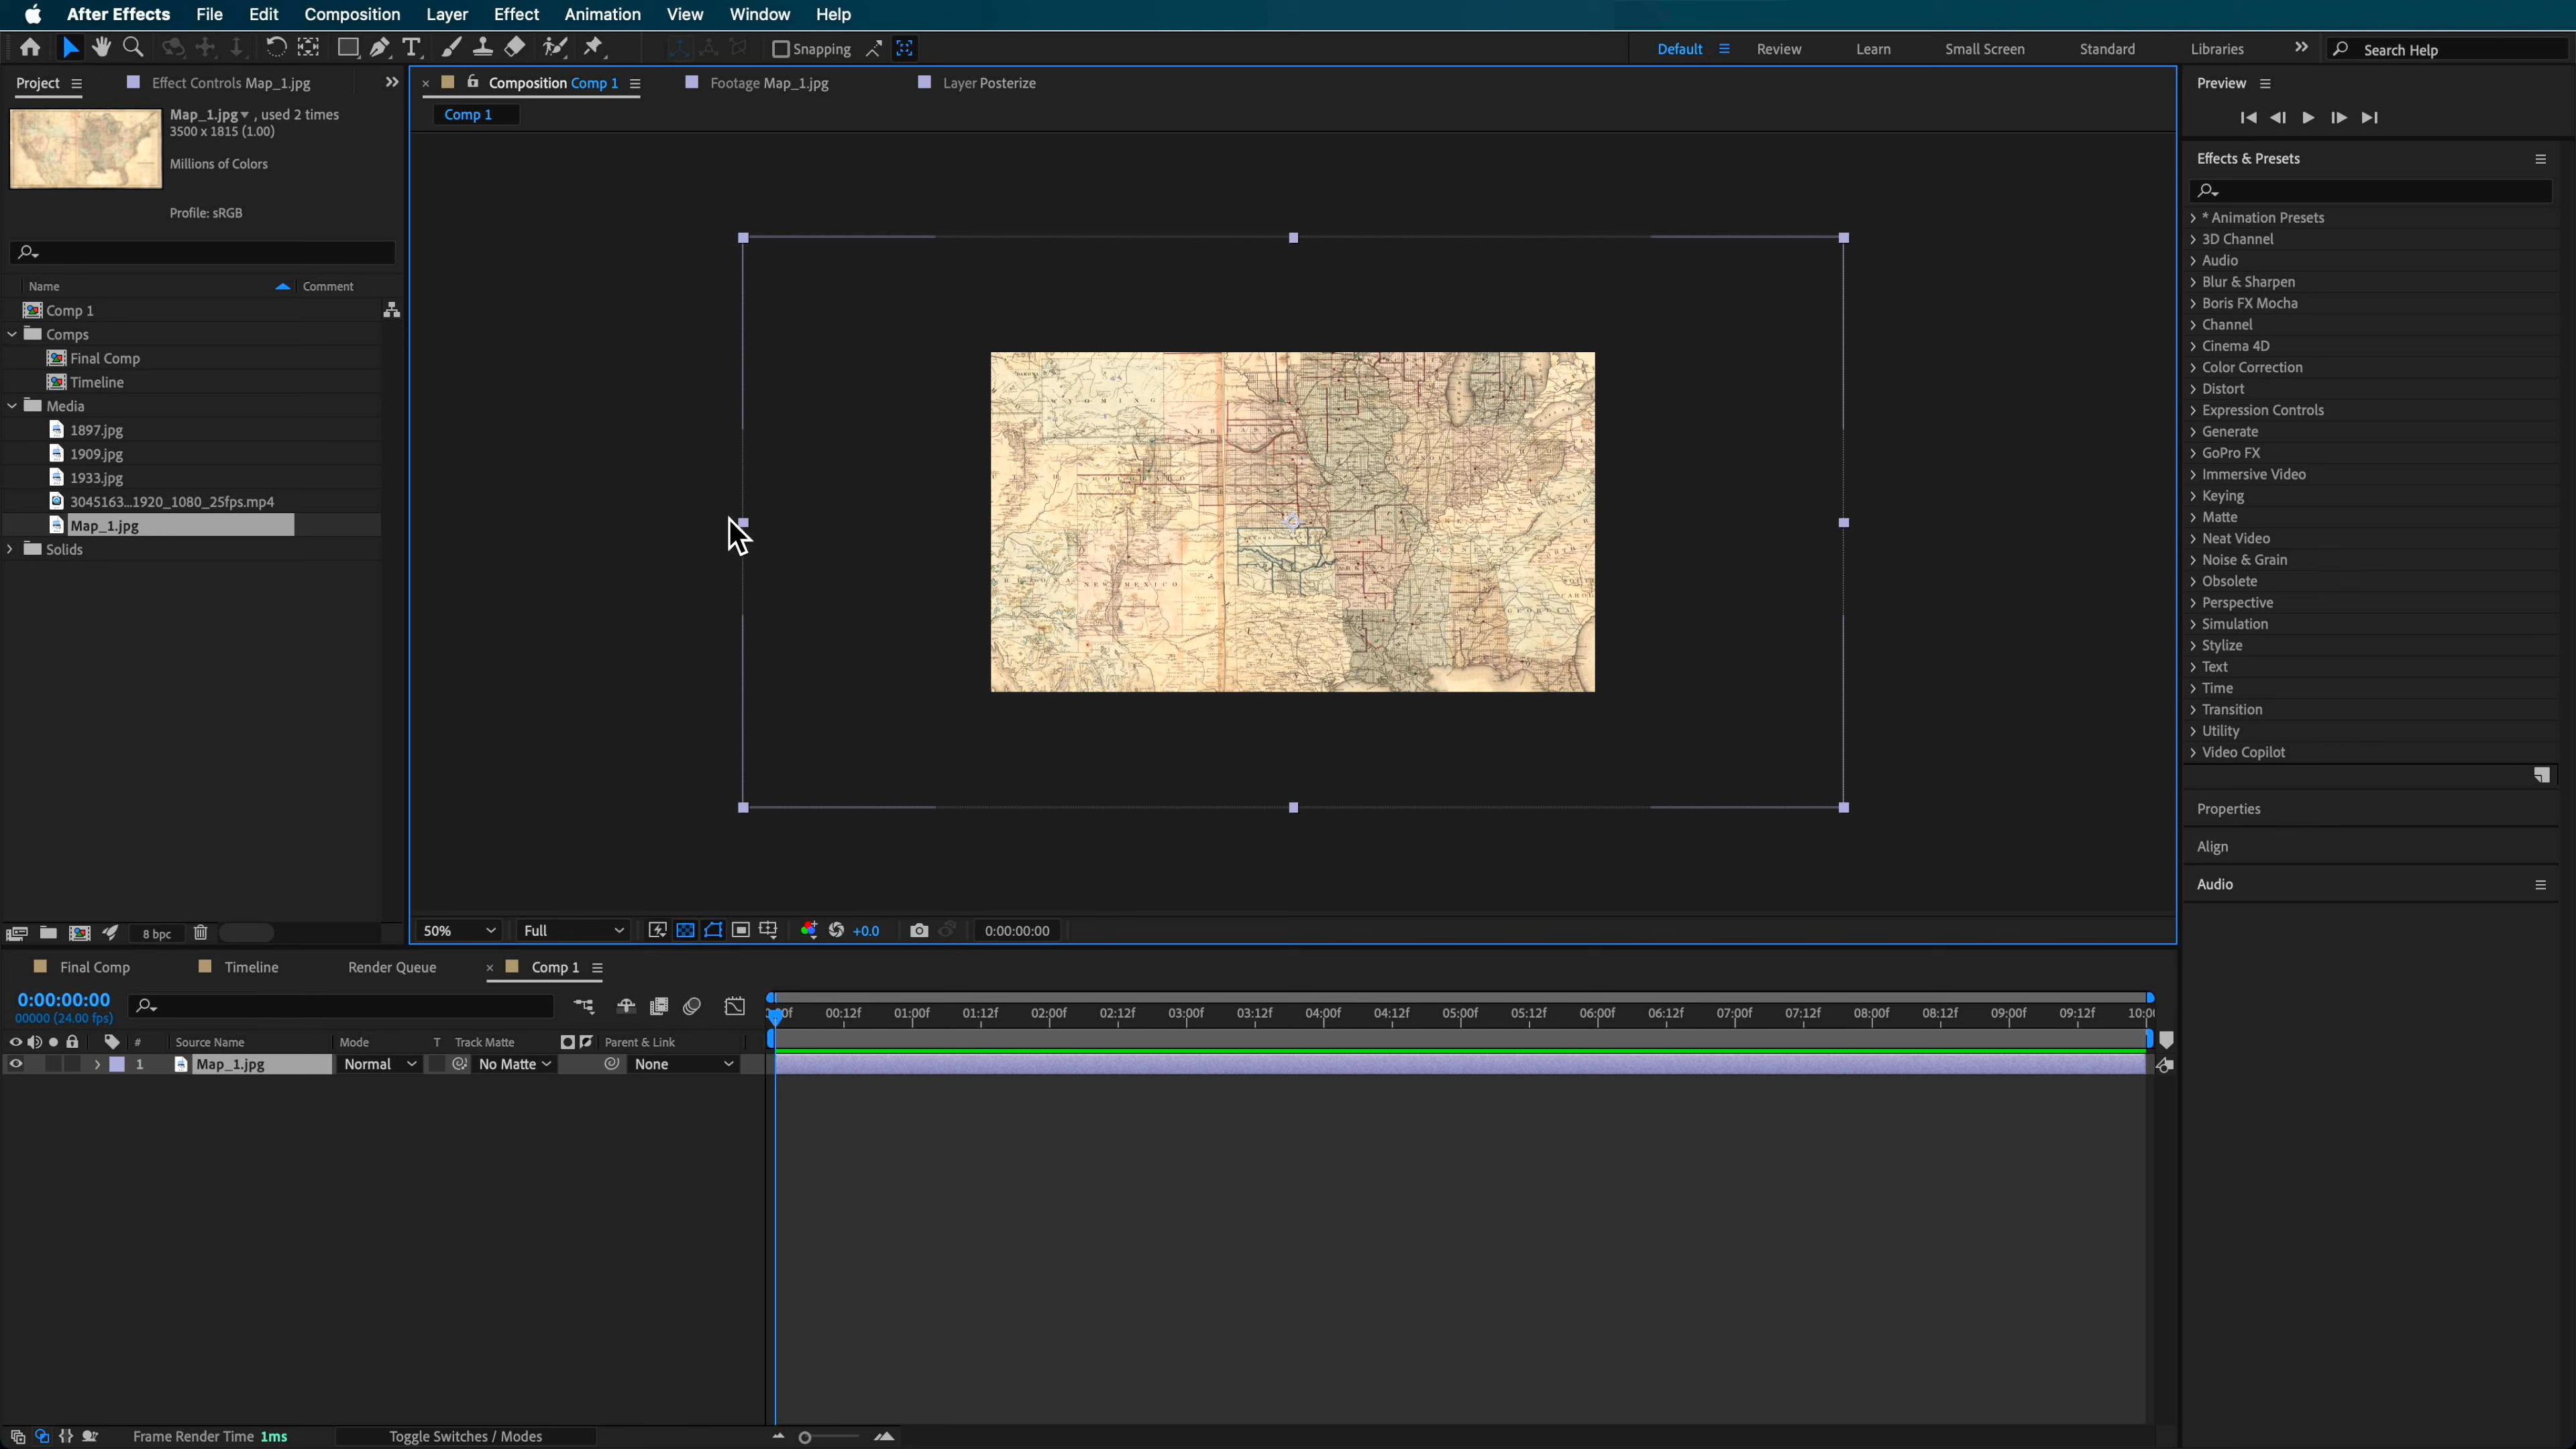 After Effects File Edit Composition Layer Effect Animation View Window Help
Snapping
Default Review Learn Small Screen Standard Libraries Search Help
Project Effect Controls Map_1.jpg
Map_1.jpg , used 2 times
3500 x 1815 (1.00)
Millions of Colors
Profile: sRGB
Name Comment
Comp 1
Comps
Final Comp
Timeline
Media
1897.jpg
1909.jpg
1933.jpg
3045163...1920_1080_25fps.mp4
Map_1.jpg
Solids
8 bpc
Composition Comp 1 Footage Map_1.jpg Layer Posterize
Comp 1
WYOMING
NEW MEXICO
50% Full +0.0 0:00:00:00
Preview
Effects & Presets
* Animation Presets
3D Channel
Audio
Blur & Sharpen
Boris FX Mocha
Channel
Cinema 4D
Color Correction
Distort
Expression Controls
Generate
GoPro FX
Immersive Video
Keying
Matte
Neat Video
Noise & Grain
Obsolete
Perspective
Simulation
Stylize
Text
Time
Transition
Utility
Video Copilot
Properties
Align
Audio
Final Comp Timeline Render Queue Comp 1
0:00:00:00
00000 (24.00 fps)
00f 00:12f 01:00f 01:12f 02:00f 02:12f 03:00f 03:12f 04:00f 04:12f 05:00f 05:12f 06:00f 06:12f 07:00f 07:12f 08:00f 08:12f 09:00f 09:12f 10:0
# Source Name Mode T Track Matte Parent & Link
1 Map_1.jpg Normal No Matte None
Frame Render Time 1ms Toggle Switches / Modes